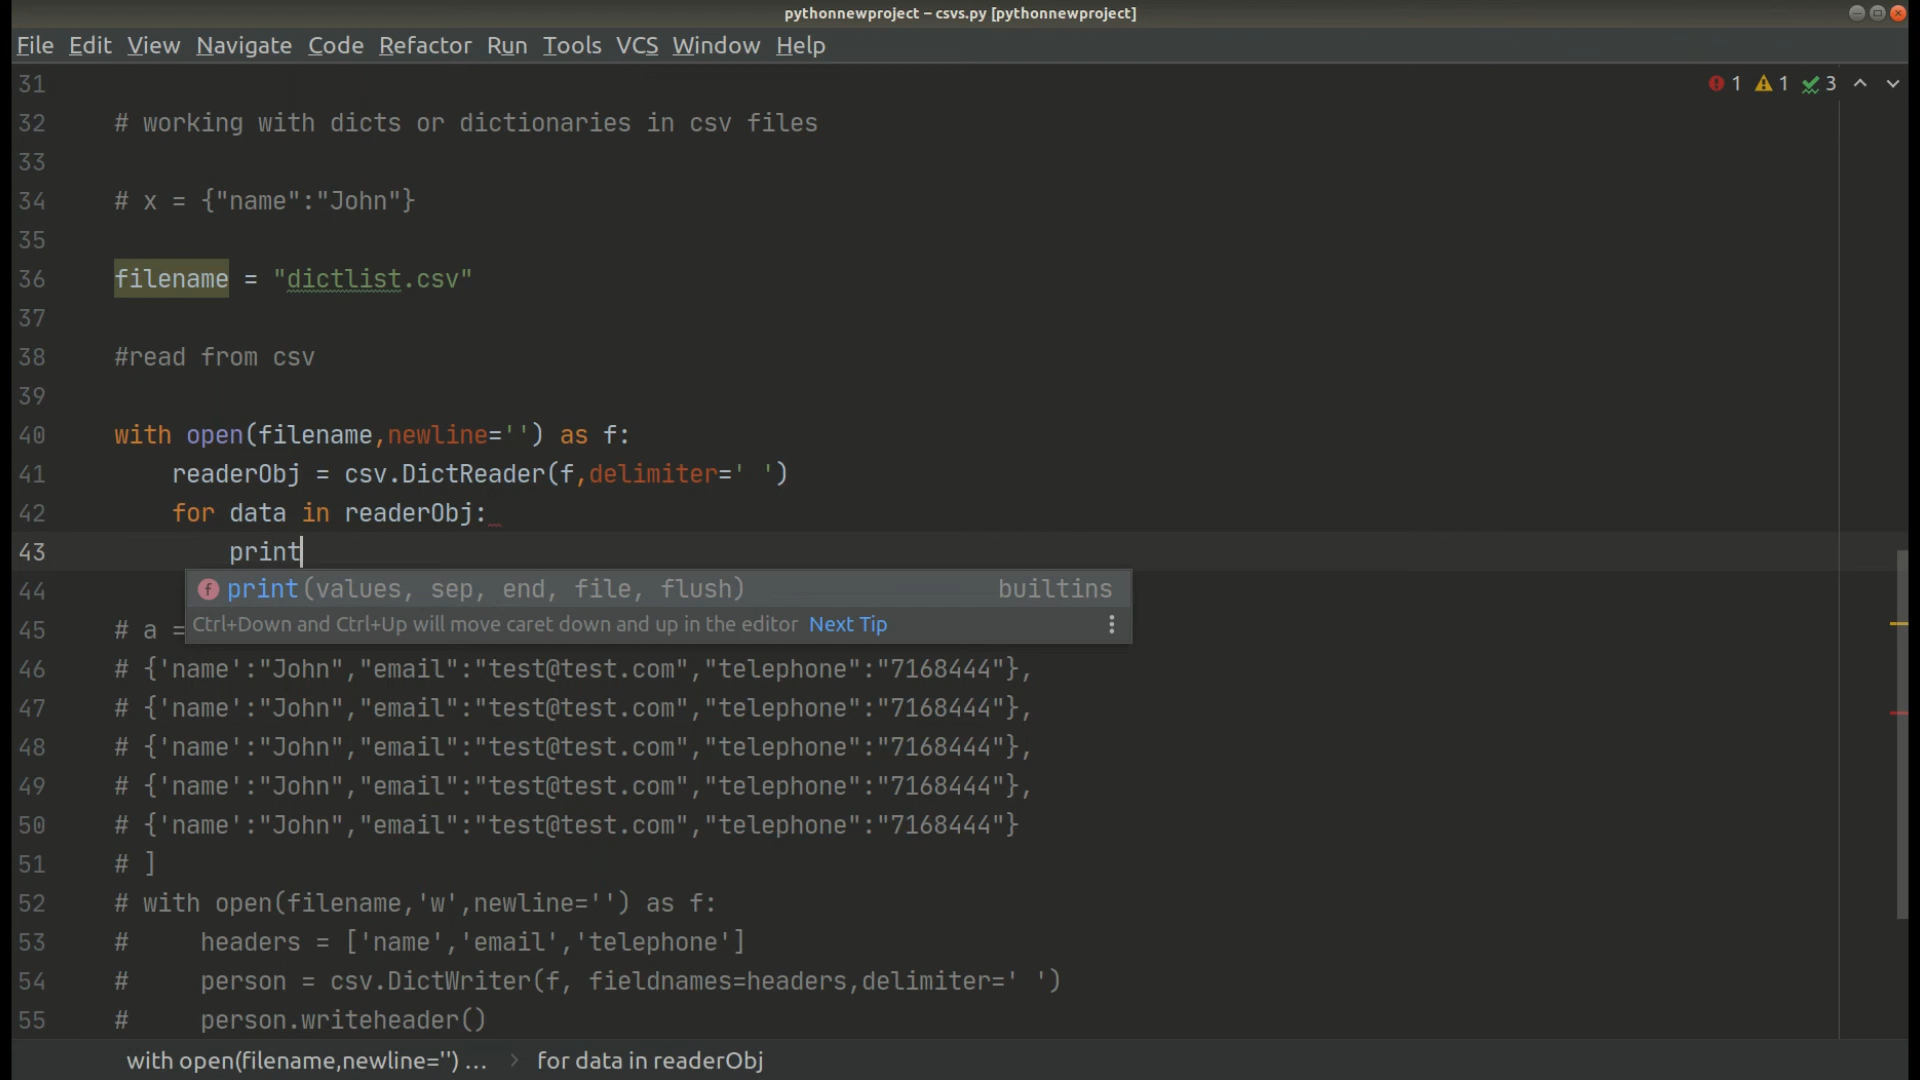 pythonnewproject – csvs.py [pythonnewproject]
File Edit View Navigate Code Refactor Run Tools VCS Window Help
31
1 1 3
32 # working with dicts or dictionaries in csv files
33
34 # x = {"name":"John"}
35
36 filename = "dictlist.csv"
37
38 #read from csv
39
40 with open(filename,newline='') as f:
41 readerObj = csv.DictReader(f,delimiter=' ')
42 for data in readerObj:
43 print
44 f print(values, sep, end, file, flush) builtins
45 # a = Ctrl+Down and Ctrl+Up will move caret down and up in the editor Next Tip
46 # {'name':"John","email":"test@test.com","telephone":"7168444"},
47 # {'name':"John","email":"test@test.com","telephone":"7168444"},
48 # {'name':"John","email":"test@test.com","telephone":"7168444"},
49 # {'name':"John","email":"test@test.com","telephone":"7168444"},
50 # {'name':"John","email":"test@test.com","telephone":"7168444"}
51 # ]
52 # with open(filename,'w',newline='') as f:
53 # headers = ['name','email','telephone']
54 # person = csv.DictWriter(f, fieldnames=headers,delimiter=' ')
55 # person.writeheader()
with open(filename,newline='') ... > for data in readerObj